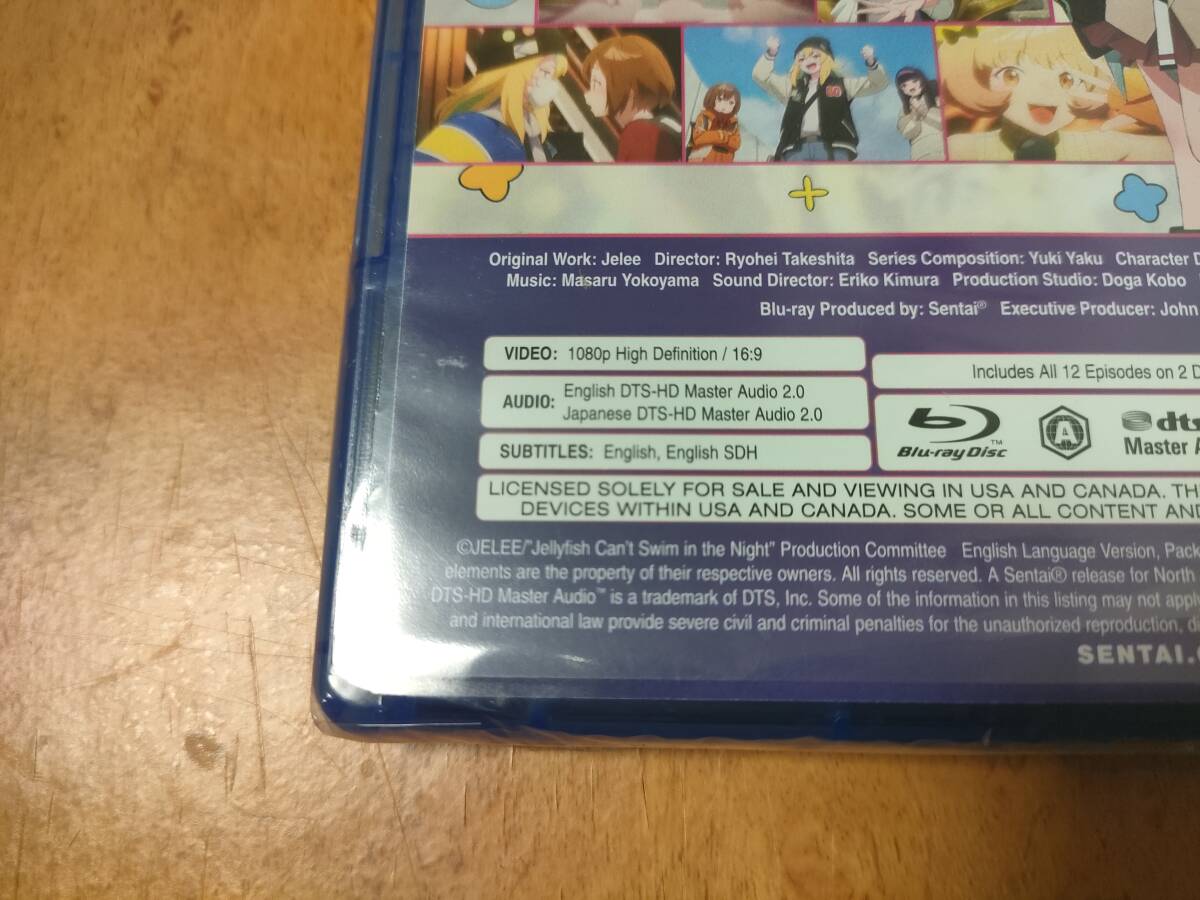 Original Work: Jelee Director: Ryohei Takeshita Series Composition: Yuki Yaku Character D
Music: Masaru Yokoyama Sound Director: Eriko Kimura Production Studio: Doga Kobo
Blu-ray Produced by: Sentai® Executive Producer: John
VIDEO: 1080p High Definition / 16:9
AUDIO: English DTS-HD Master Audio 2.0
Japanese DTS-HD Master Audio 2.0
SUBTITLES: English, English SDH
Includes All 12 Episodes on 2 D
Blu-ray Disc™
A
dts
Master A
LICENSED SOLELY FOR SALE AND VIEWING IN USA AND CANADA. TH
DEVICES WITHIN USA AND CANADA. SOME OR ALL CONTENT AND
©JELEE/"Jellyfish Can't Swim in the Night" Production Committee English Language Version, Pack
elements are the property of their respective owners. All rights reserved. A Sentai® release for North
DTS-HD Master Audio™ is a trademark of DTS, Inc. Some of the information in this listing may not appl
and international law provide severe civil and criminal penalties for the unauthorized reproduction, di
SENTAI.